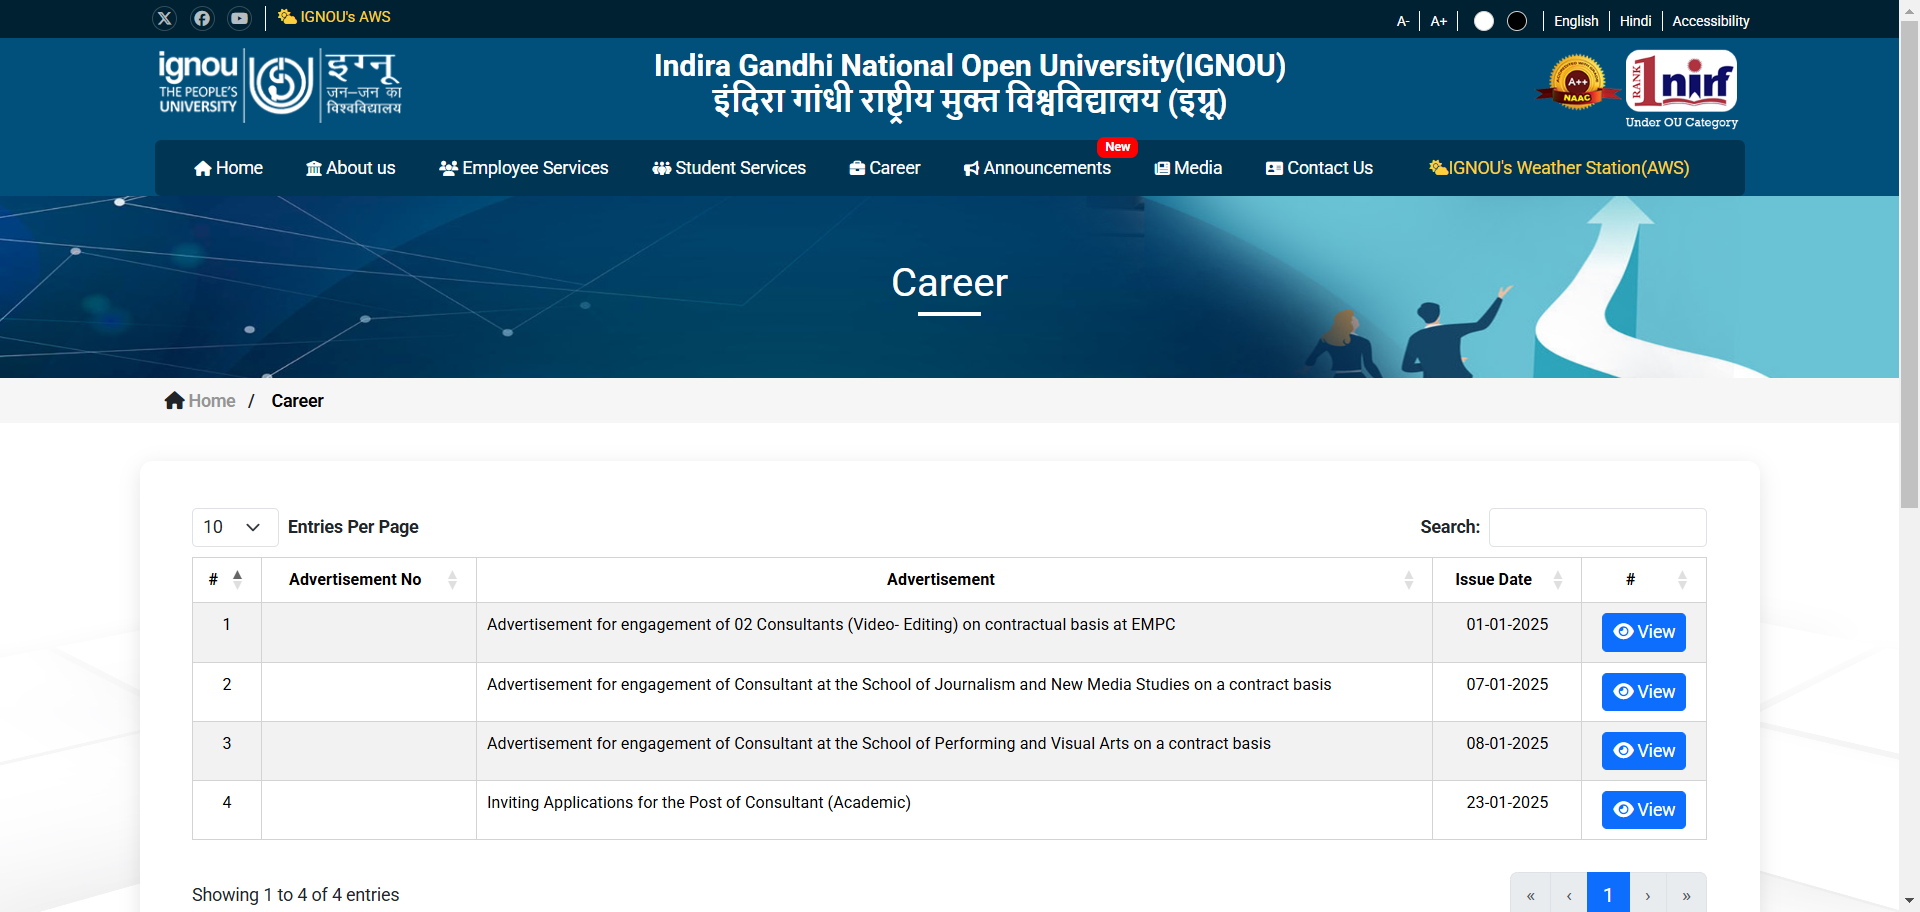 IGNOU's AWS
A- A+ English Hindi Accessibility
ignou
THE PEOPLE'S
UNIVERSITY
इग्नू
जन-जन का
विश्वविद्यालय
Indira Gandhi National Open University(IGNOU)
इंदिरा गांधी राष्ट्रीय मुक्त विश्वविद्यालय (इग्नू)
A++
NAAC
RANK
1 nirf
Under OU Category
New
Home About us Employee Services Student Services Career Announcements Media Contact Us IGNOU's Weather Station(AWS)
Career
Home / Career
10 Entries Per Page Search:
# Advertisement No Advertisement Issue Date #
1 Advertisement for engagement of 02 Consultants (Video- Editing) on contractual basis at EMPC 01-01-2025 View
2 Advertisement for engagement of Consultant at the School of Journalism and New Media Studies on a contract basis 07-01-2025 View
3 Advertisement for engagement of Consultant at the School of Performing and Visual Arts on a contract basis 08-01-2025 View
4 Inviting Applications for the Post of Consultant (Academic) 23-01-2025 View
Showing 1 to 4 of 4 entries « ‹ 1 › »